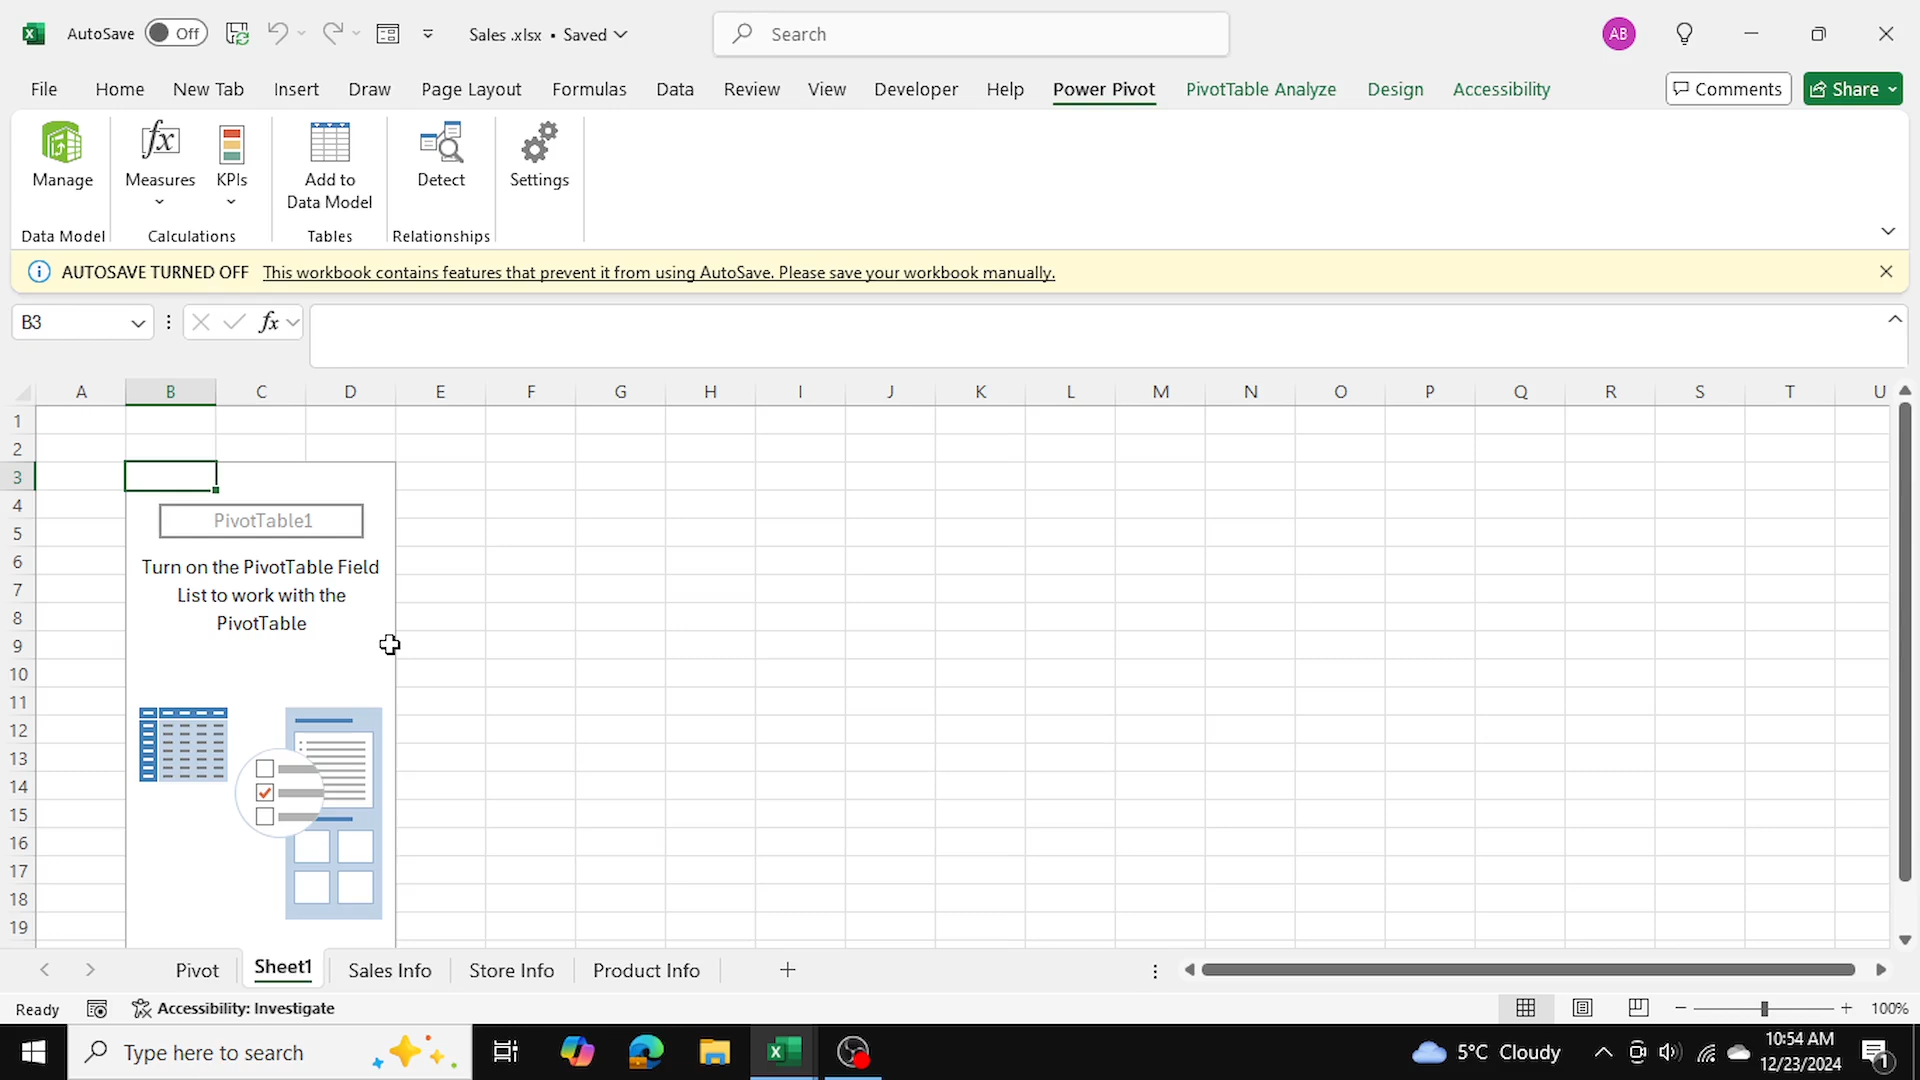 AutoSave Off Sales .xlsx • Saved Search AB
File Home New Tab Insert Draw Page Layout Formulas Data Review View Developer Help Power Pivot PivotTable Analyze Design Accessibility Comments Share
Manage
Measures
KPIs
Add to
Data Model
Detect
Settings
Data Model Calculations Tables Relationships
AUTOSAVE TURNED OFF This workbook contains features that prevent it from using AutoSave. Please save your workbook manually.
B3 fx
A B C D E F G H I J K L M N O P Q R S T U
1
2
3
4
5
6
7
8
9
10
11
12
13
14
15
16
17
18
19
PivotTable1
Turn on the PivotTable Field
List to work with the
PivotTable
Pivot Sheet1 Sales Info Store Info Product Info
Ready Accessibility: Investigate 100%
Type here to search 5°C Cloudy 10:54 AM
12/23/2024 1